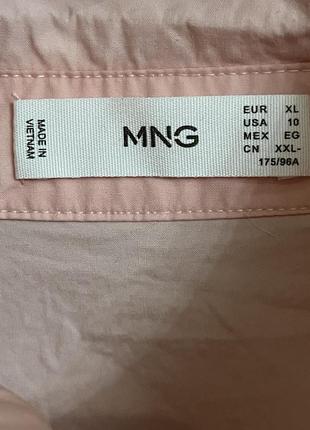 MADE IN
VIETNAM
MNG
EUR XL
USA 10
MEX EG
CN XXL-
175/96A